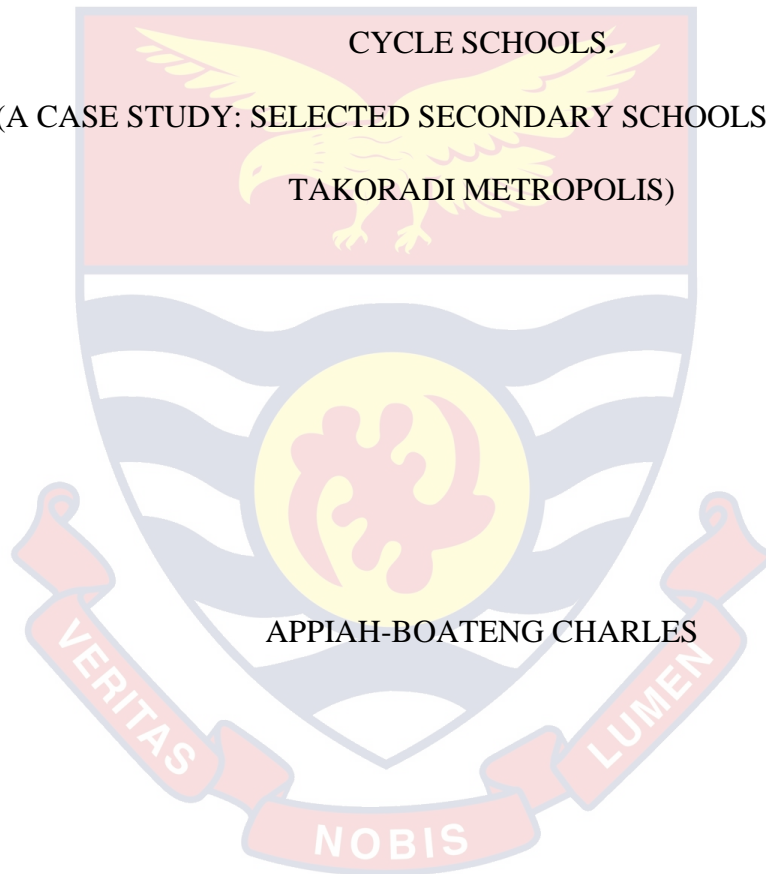 CYCLE SCHOOLS.
(A CASE STUDY: SELECTED SECONDARY SCHOOLS
TAKORADI METROPOLIS)
APPIAH-BOATENG CHARLES
VERITAS
NOBIS
LUMEN